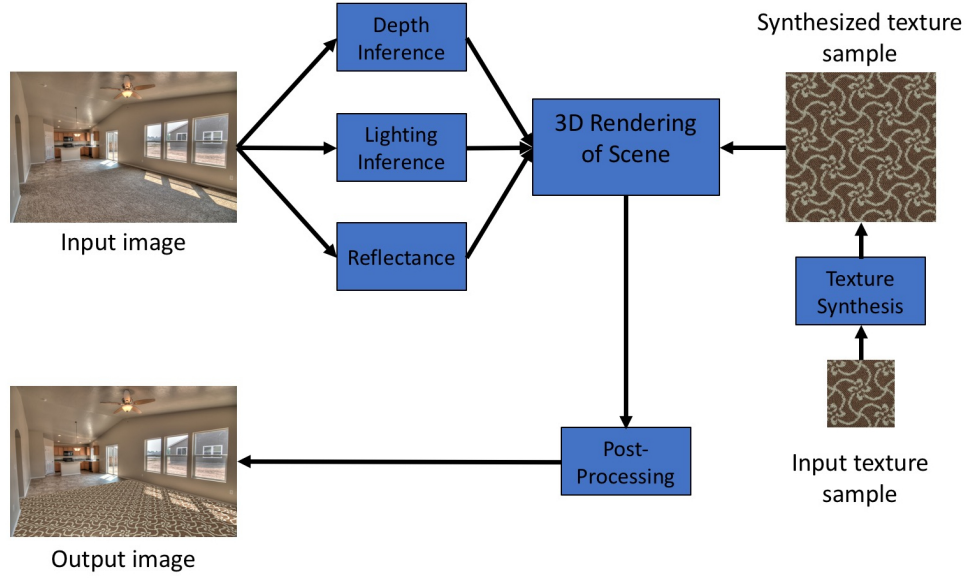 Depth
Inference
Synthesized texture
sample
Lighting
Inference
3D Rendering
of Scene
Input image
Reflectance
Texture
Synthesis
Post-
Processing
Input texture
sample
Output image